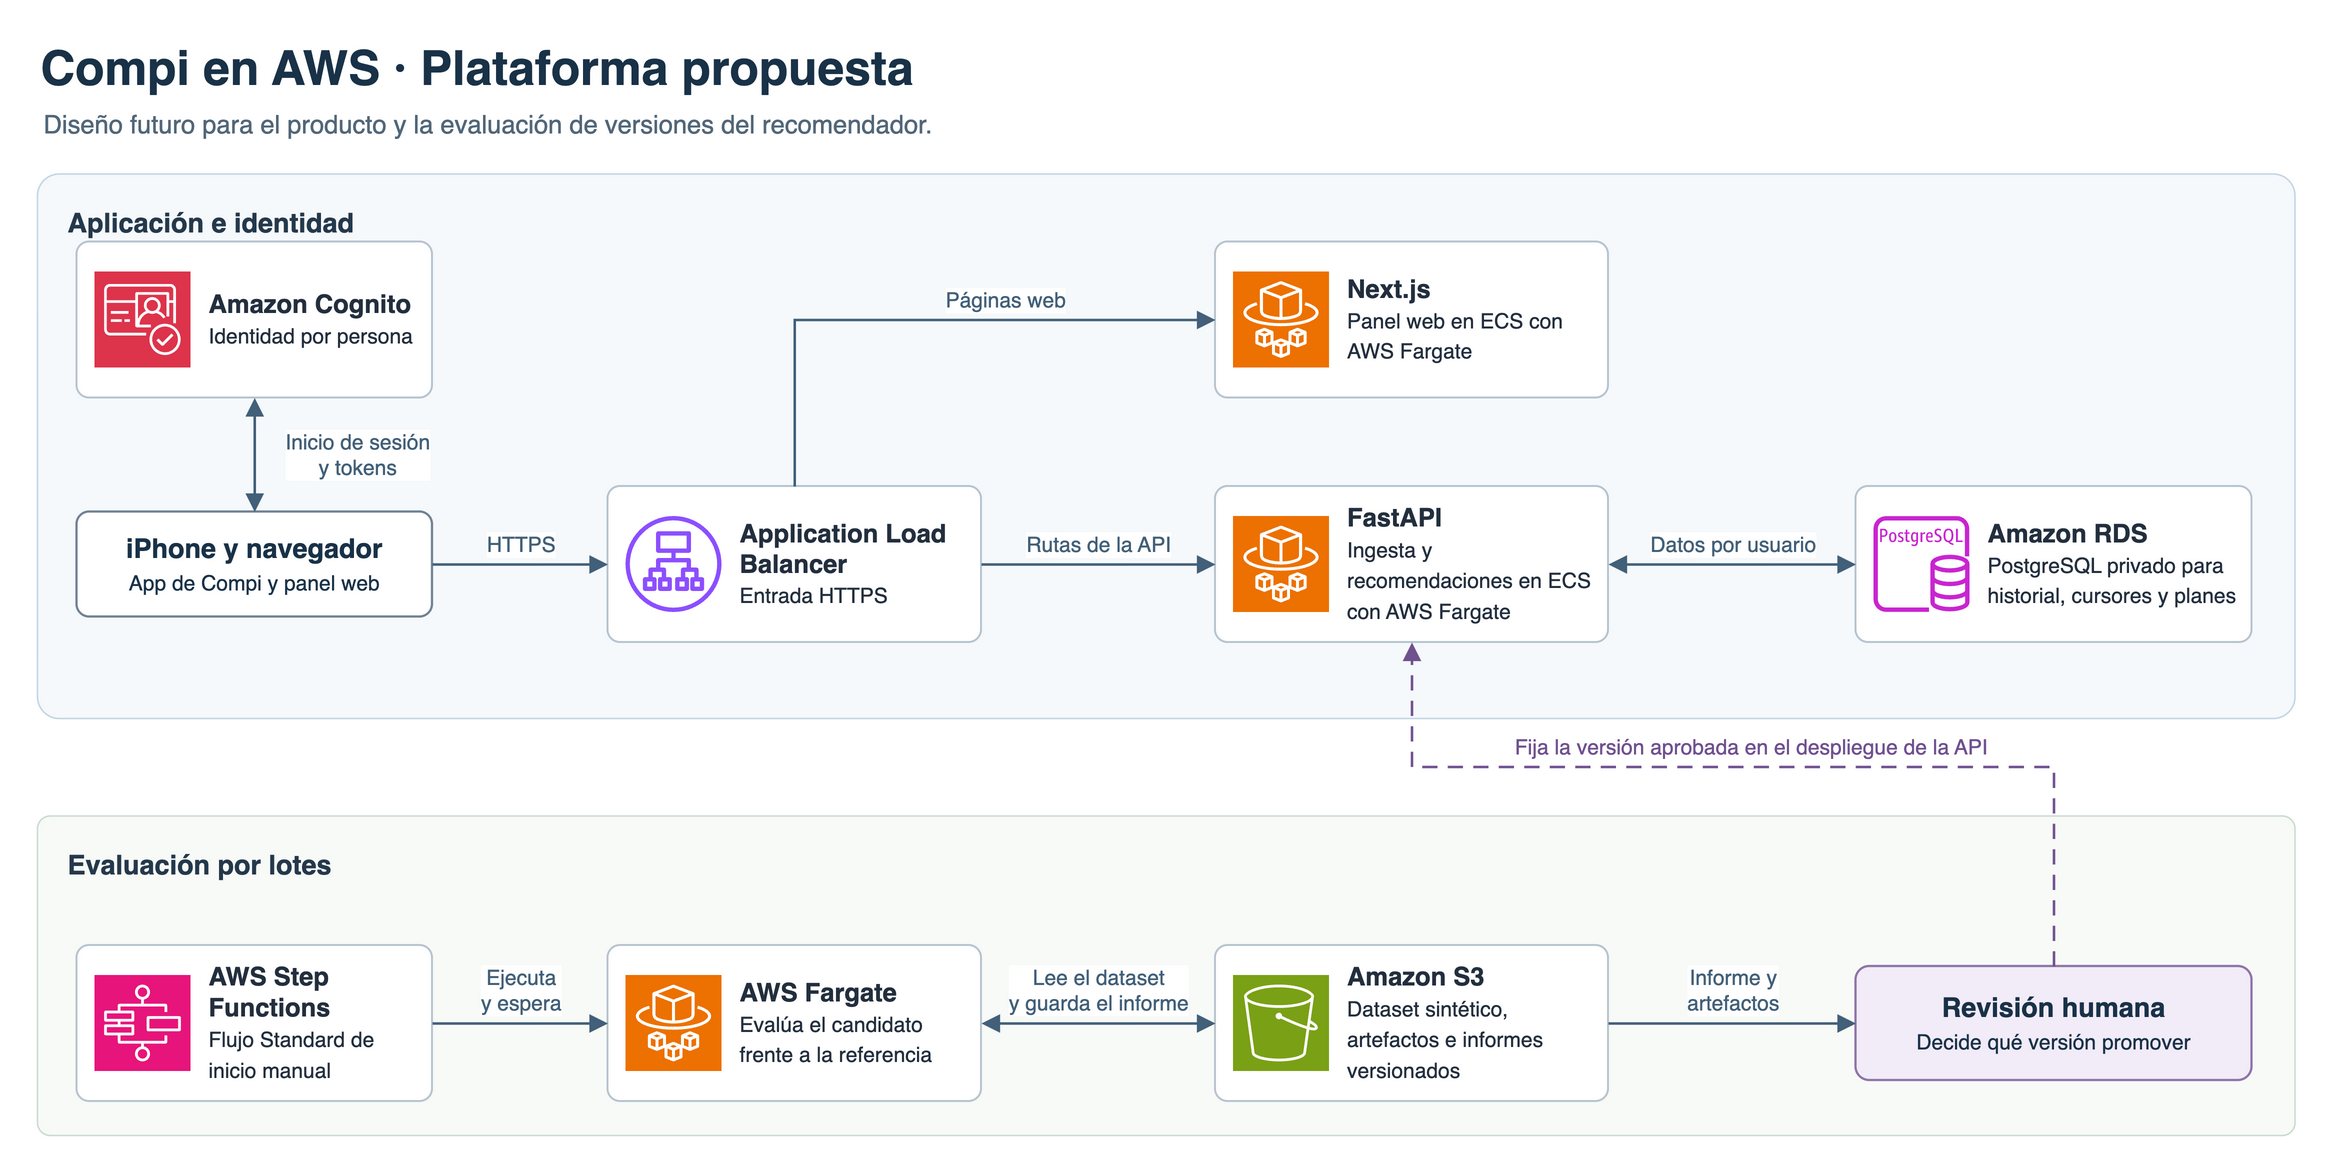 Compi en AWS · Plataforma propuesta
Diseño futuro para el producto y la evaluación de versiones del recomendador.
Aplicación e identidad
Amazon Cognito
Identidad por persona
Páginas web
Next.js
Panel web en ECS con
AWS Fargate
Inicio de sesión
y tokens
iPhone y navegador
App de Compi y panel web
HTTPS
Application Load
Balancer
Entrada HTTPS
Rutas de la API
FastAPI
Ingesta y
recomendaciones en ECS
con AWS Fargate
Datos por usuario
PostgreSQL
Amazon RDS
PostgreSQL privado para
historial, cursores y planes
Fija la versión aprobada en el despliegue de la API
Evaluación por lotes
AWS Step
Functions
Flujo Standard de
inicio manual
Ejecuta
y espera
AWS Fargate
Evalúa el candidato
frente a la referencia
Lee el dataset
y guarda el informe
Amazon S3
Dataset sintético,
artefactos e informes
versionados
Informe y
artefactos
Revisión humana
Decide qué versión promover